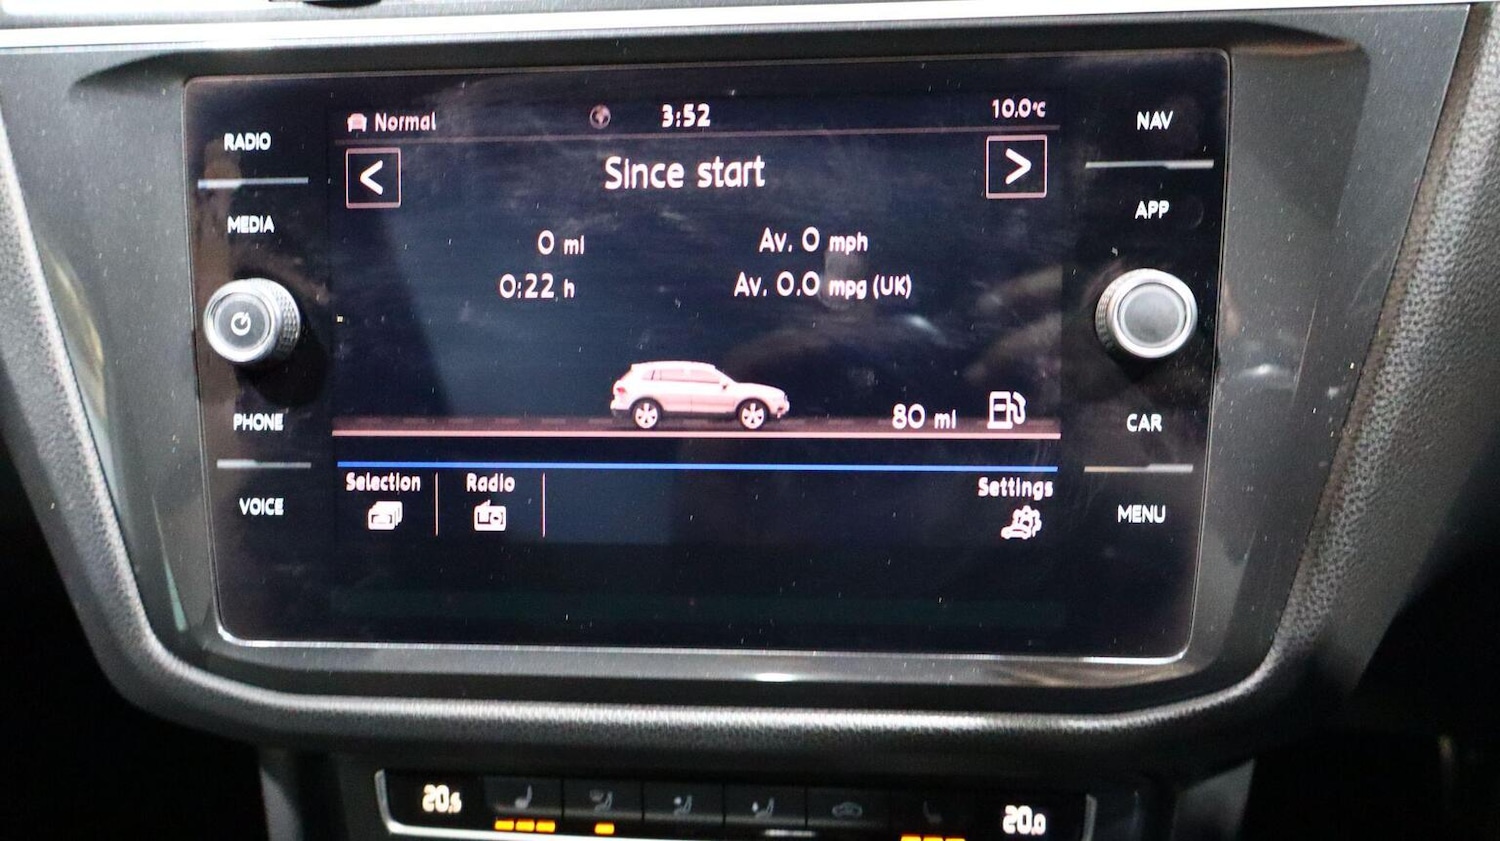 RADIO
MEDIA
PHONE
VOICE
Normal
3:52
10.0°C
<
Since start
>
0 mi
0:22 h
Av. 0 mph
Av. 0.0 mpg (UK)
80 mi
Selection
Radio
Settings
NAV
APP
CAR
MENU
20.5
20.0